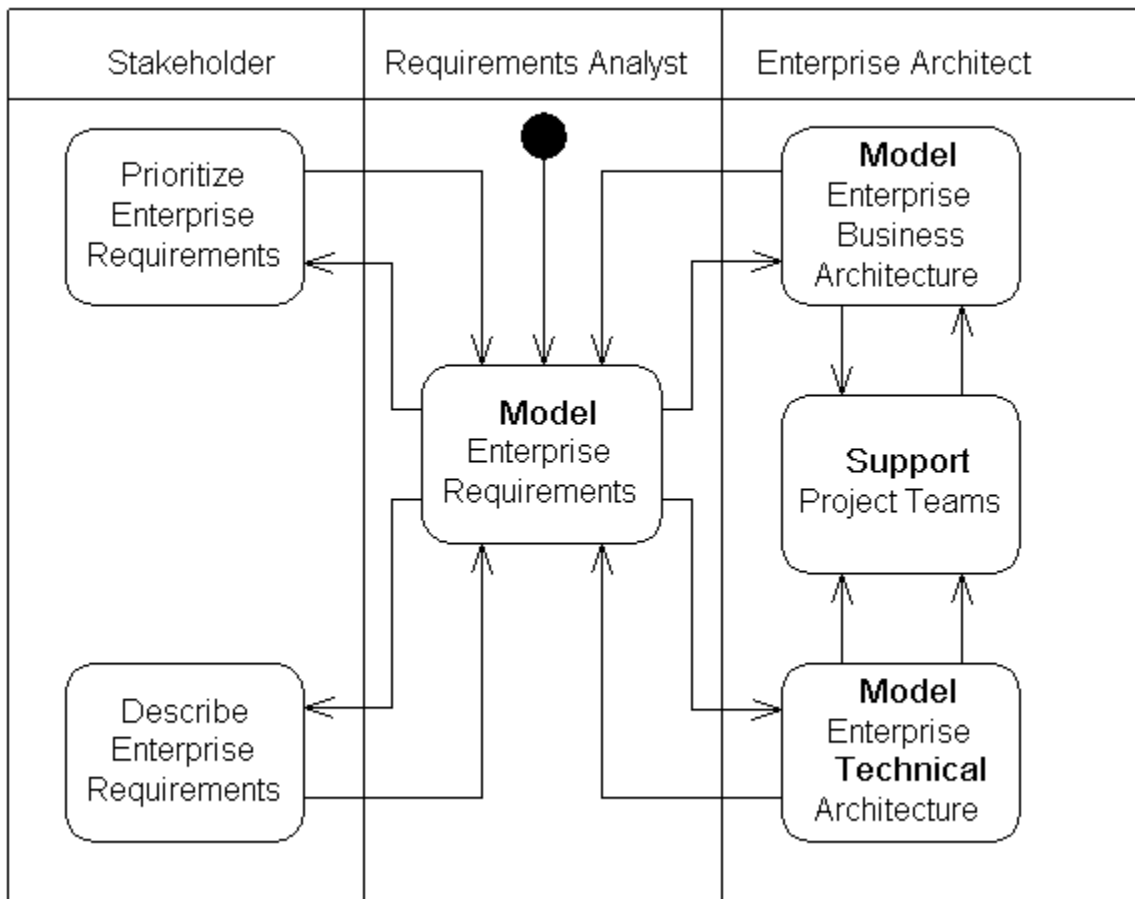 Stakeholder
Requirements Analyst
Enterprise Architect
Prioritize
Enterprise
Requirements
Model
Enterprise
Business
Architecture
Model
Enterprise
Requirements
Support
Project Teams
Describe
Enterprise
Requirements
Model
Enterprise
Technical
Architecture